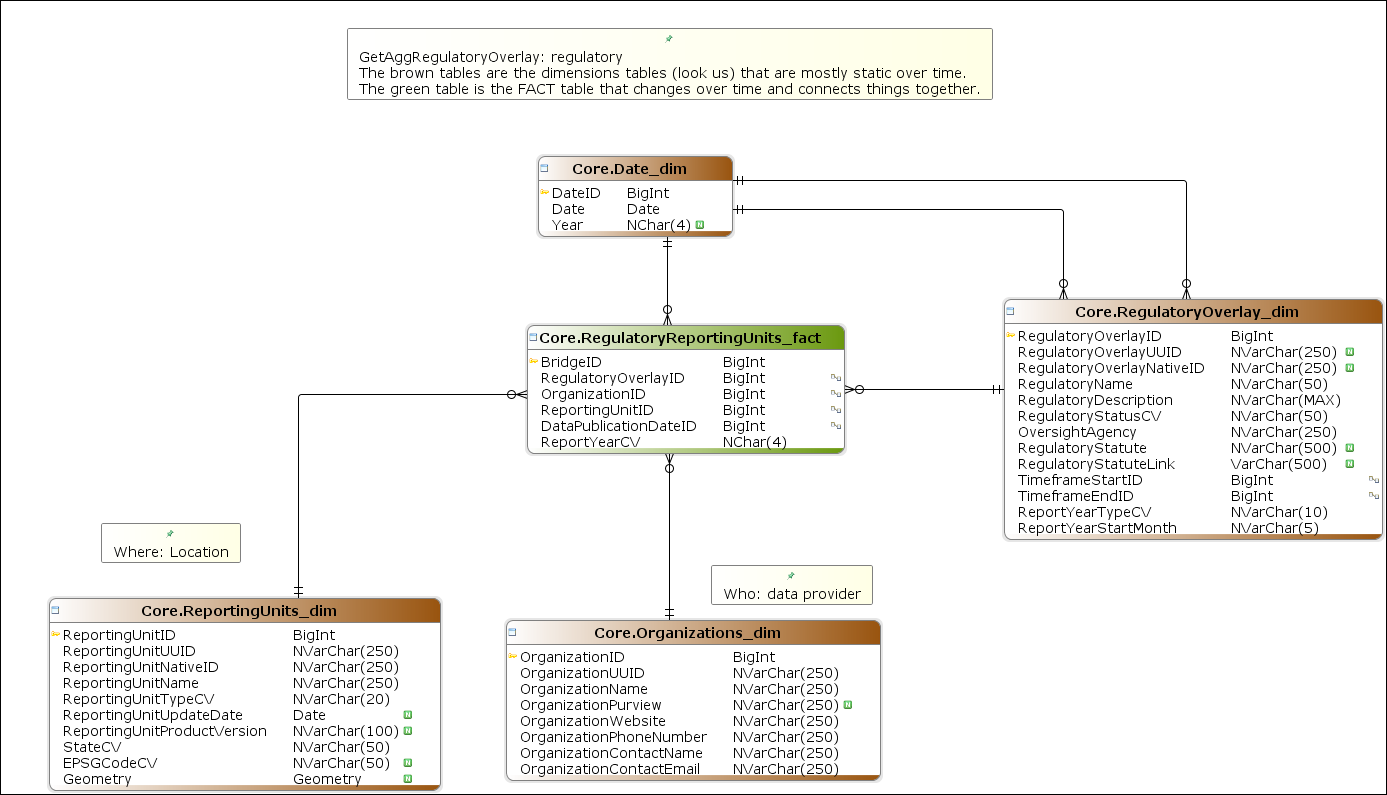 GetAggRegulatoryOverlay: regulatory
The brown tables are the dimensions tables (look us) that are mostly static over time.
The green table is the FACT table that changes over time and connects things together.
Core.Date_dim
DateID BigInt
Date Date
Year NChar(4) N
Core.RegulatoryOverlay_dim
RegulatoryOverlayID BigInt
RegulatoryOverlayUUID NVarChar(250) N
RegulatoryOverlayNativeID NVarChar(250) N
RegulatoryName NVarChar(50)
RegulatoryDescription NVarChar(MAX)
RegulatoryStatusCV NVarChar(50)
OversightAgency NVarChar(250)
RegulatoryStatute NVarChar(500) N
RegulatoryStatuteLink VarChar(500) N
TimeframeStartID BigInt
TimeframeEndID BigInt
ReportYearTypeCV NVarChar(10)
ReportYearStartMonth NVarChar(5)
Core.RegulatoryReportingUnits_fact
BridgeID BigInt
RegulatoryOverlayID BigInt
OrganizationID BigInt
ReportingUnitID BigInt
DataPublicationDateID BigInt
ReportYearCV NChar(4)
Where: Location
Who: data provider
Core.ReportingUnits_dim
ReportingUnitID BigInt
ReportingUnitUUID NVarChar(250)
ReportingUnitNativeID NVarChar(250)
ReportingUnitName NVarChar(250)
ReportingUnitTypeCV NVarChar(20)
ReportingUnitUpdateDate Date N
ReportingUnitProductVersion NVarChar(100) N
StateCV NVarChar(50)
EPSGCodeCV NVarChar(50) N
Geometry Geometry N
Core.Organizations_dim
OrganizationID BigInt
OrganizationUUID NVarChar(250)
OrganizationName NVarChar(250)
OrganizationPurview NVarChar(250) N
OrganizationWebsite NVarChar(250)
OrganizationPhoneNumber NVarChar(250)
OrganizationContactName NVarChar(250)
OrganizationContactEmail NVarChar(250)